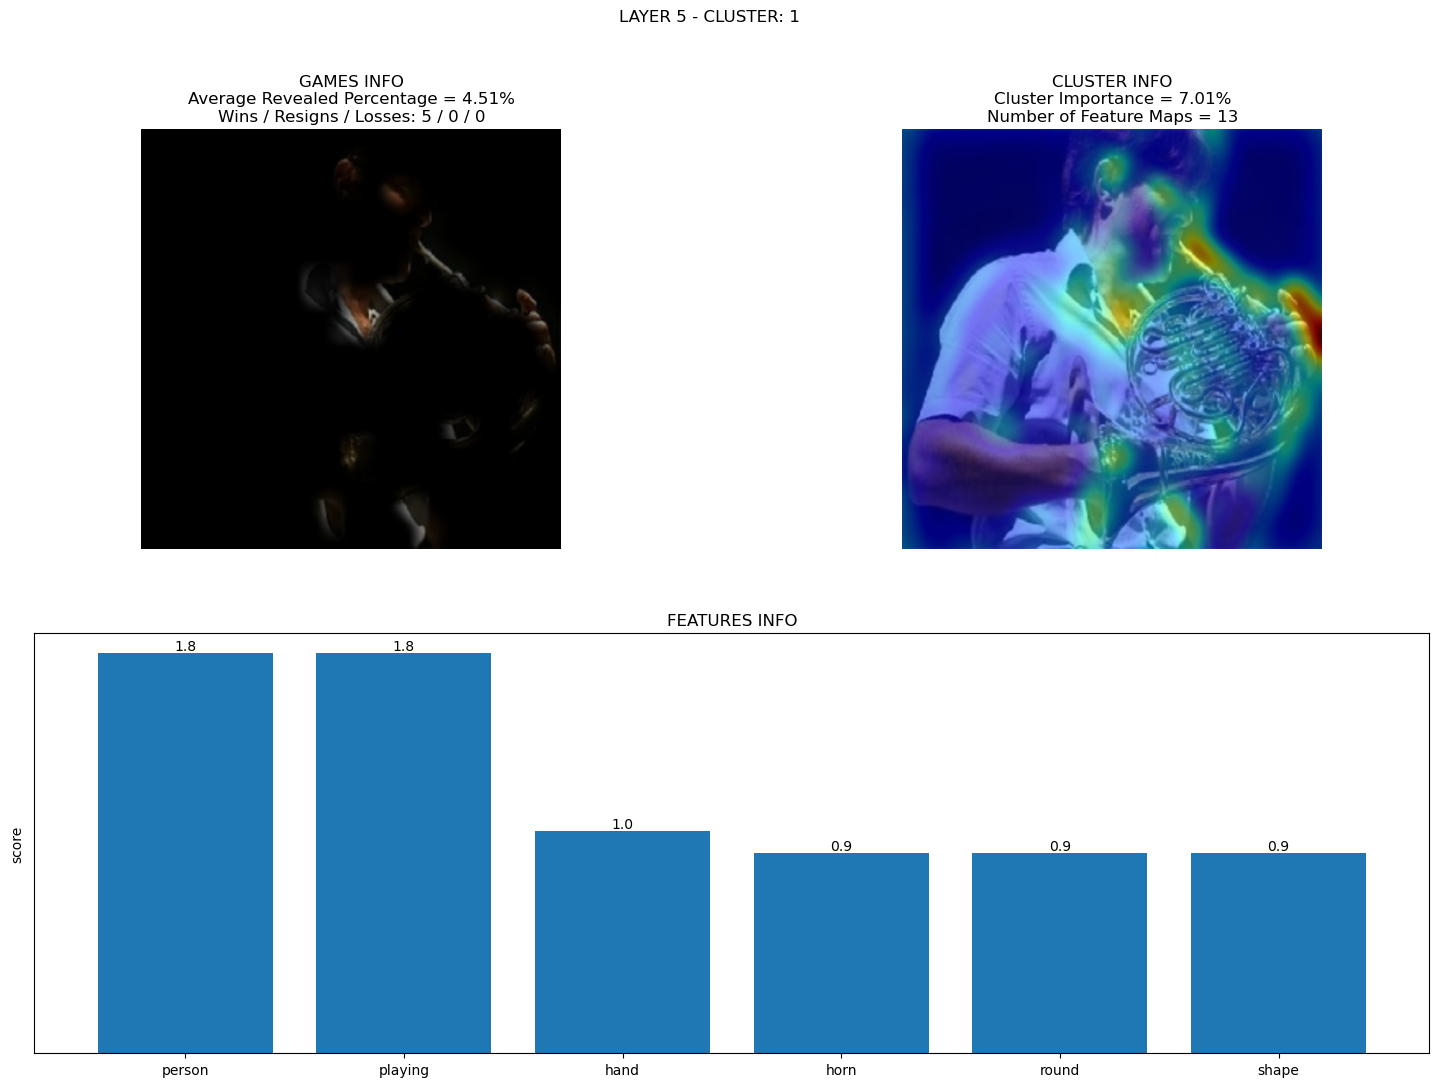 LAYER 5 - CLUSTER: 1
GAMES INFO
Average Revealed Percentage = 4.51%
Wins / Resigns / Losses: 5 / 0 / 0
CLUSTER INFO
Cluster Importance = 7.01%
Number of Feature Maps = 13
FEATURES INFO
score
1.8
1.8
1.0
0.9
0.9
0.9
person
playing
hand
horn
round
shape